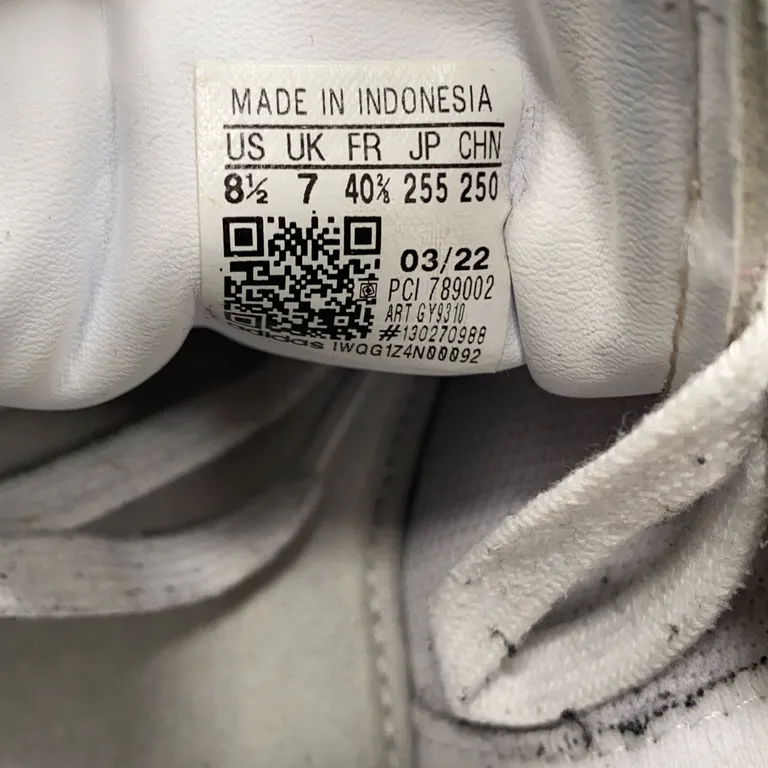 MADE IN INDONESIA
US UK FR JP CHN
8½ 7 40⅔ 255 250
03/22
PCI 789002
ART GY9310
#130270988
adidas IWQG1Z4N00092